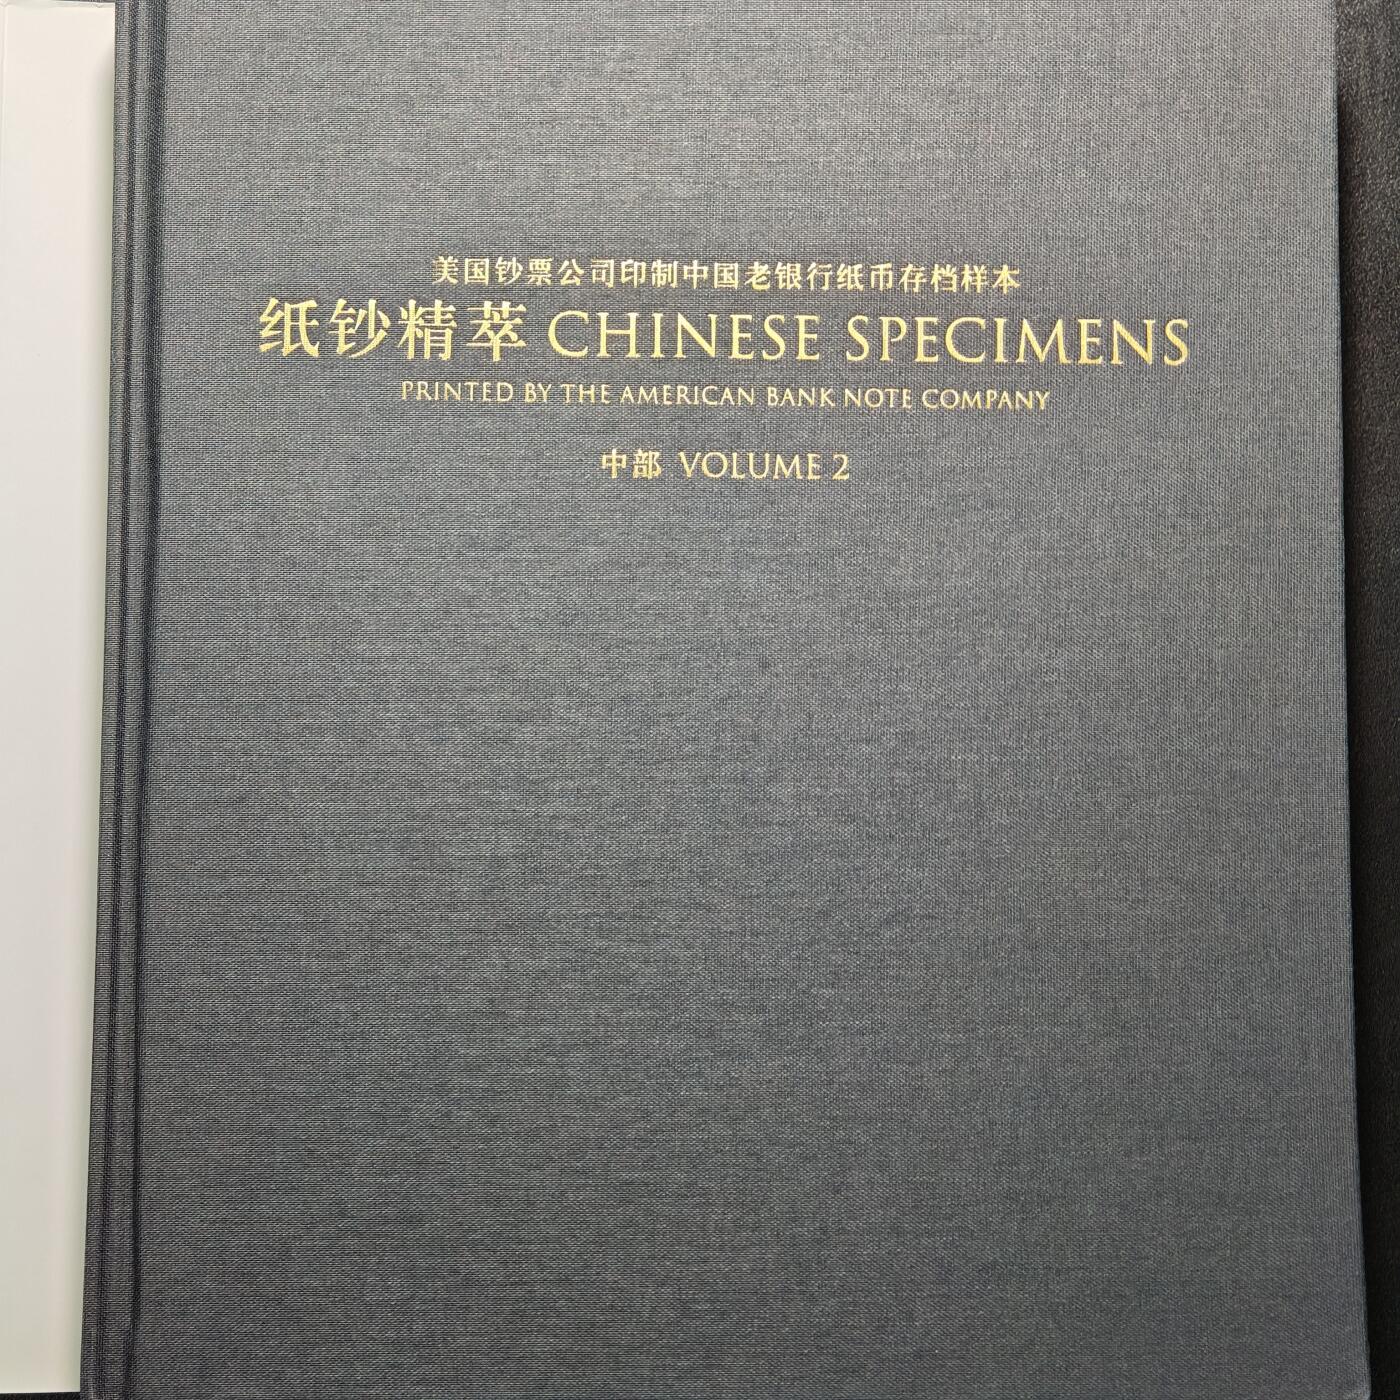 美国钞票公司印制中国老银行纸币存档样本
纸钞精萃 CHINESE SPECIMENS
PRINTED BY THE AMERICAN BANK NOTE COMPANY
中部 VOLUME 2